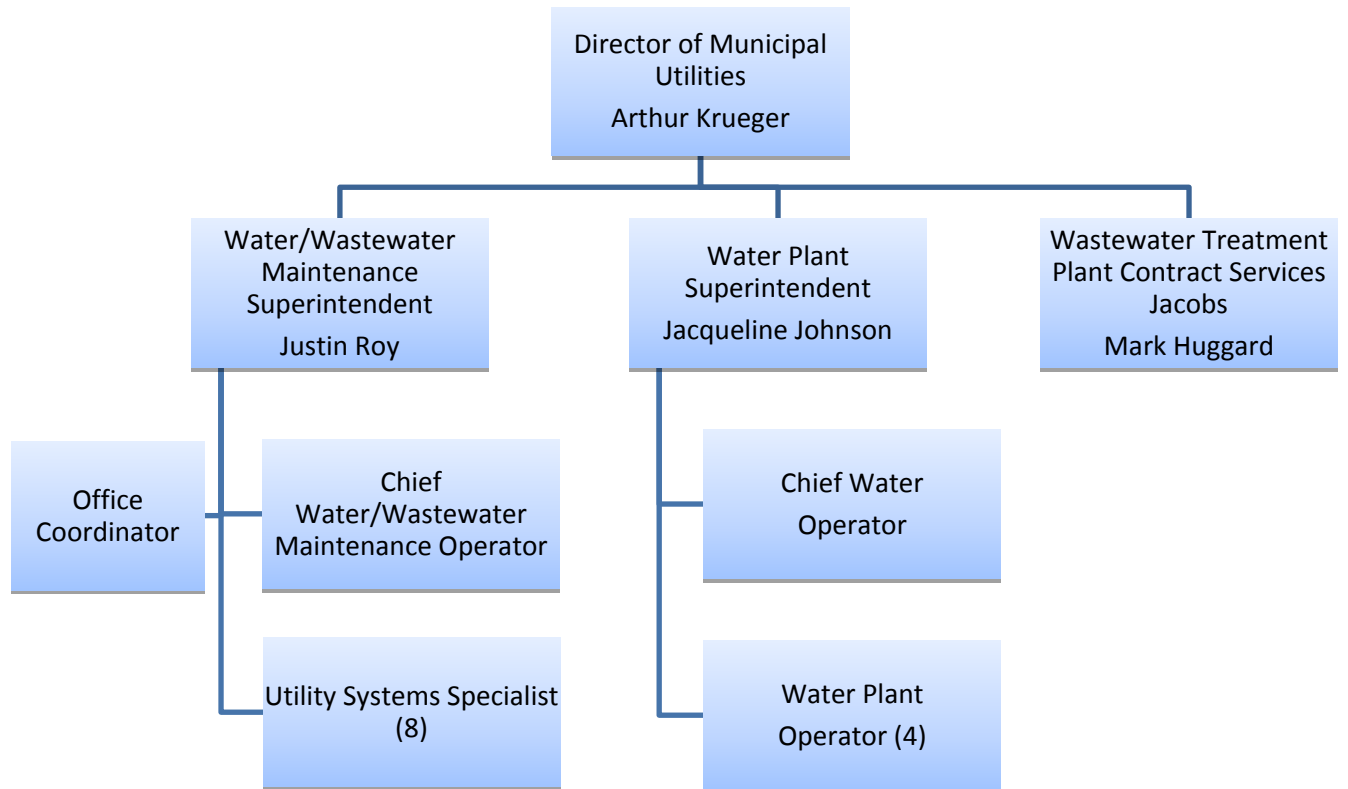 Director of Municipal
Utilities
Arthur Krueger
Water/Wastewater
Maintenance
Superintendent
Justin Roy
Water Plant
Superintendent
Jacqueline Johnson
Wastewater Treatment
Plant Contract Services
Jacobs
Mark Huggard
Office
Coordinator
Chief
Water/Wastewater
Maintenance Operator
Chief Water
Operator
Utility Systems Specialist
(8)
Water Plant
Operator (4)